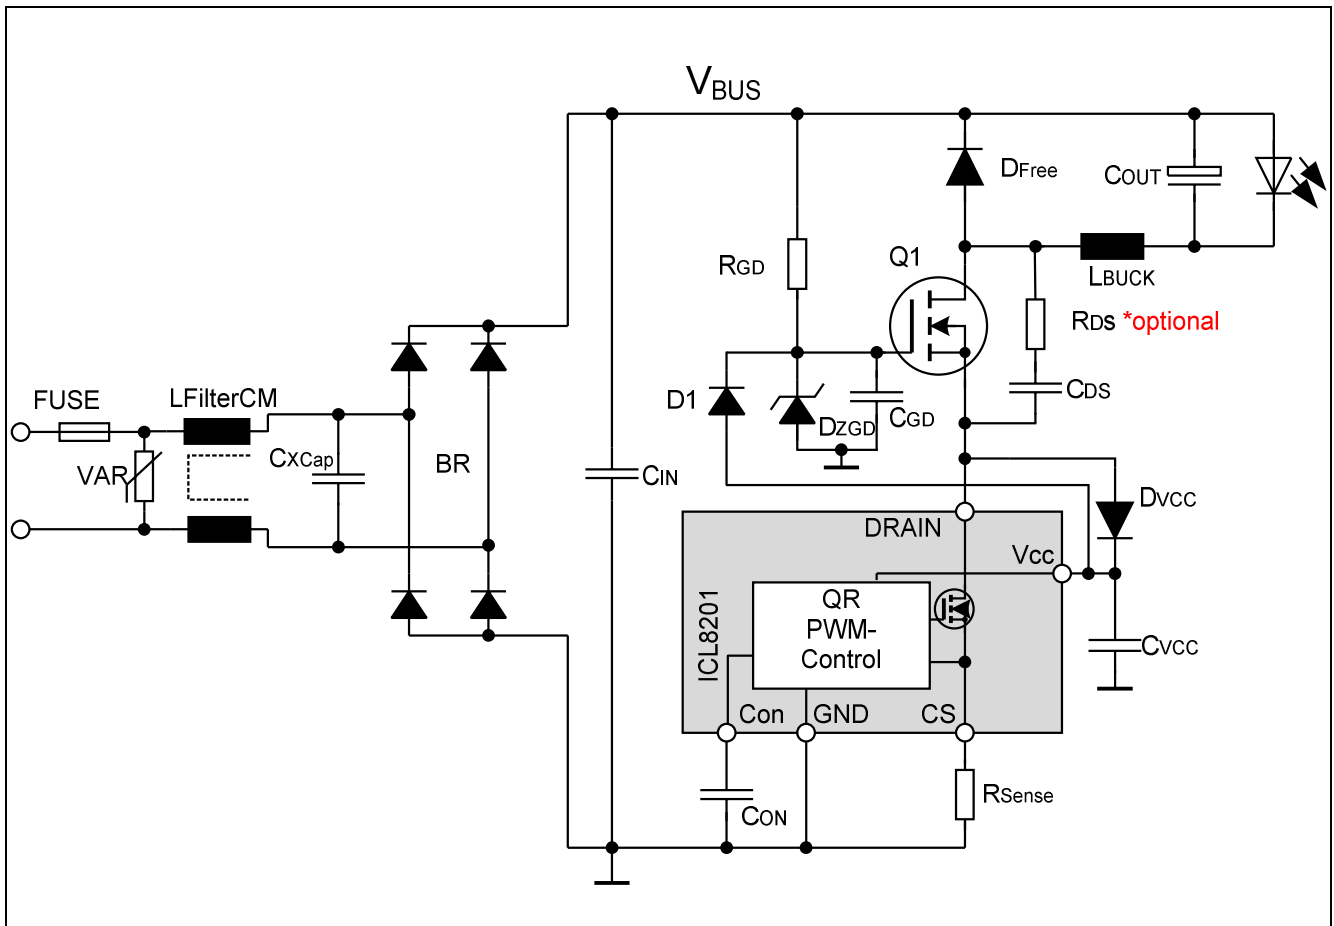 VBUS
DFree
COUT
RGD
Q1
LBUCK
RDS *optional
FUSE
LFilterCM
D1
DZGD
CGD
CDS
VAR
CXCap
BR
CIN
DRAIN
DVCC
Vcc
ICL8201
QR
PWM-
Control
CVCC
Con
GND
CS
CON
RSense